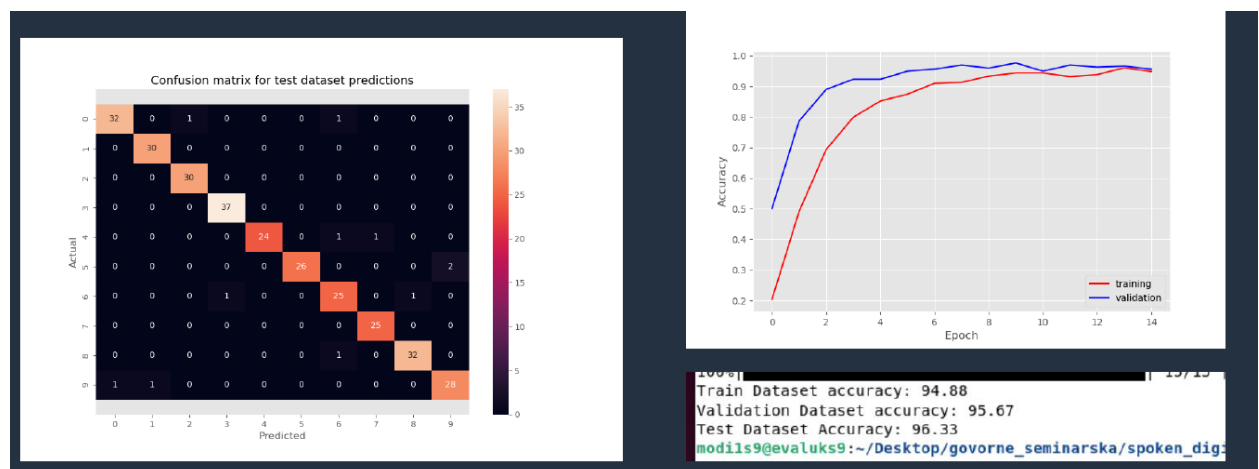 Confusion matrix for test dataset predictions
0 32 0 1 0 0 0 1 0 0 0
1 0 30 0 0 0 0 0 0 0 0
2 0 0 30 0 0 0 0 0 0 0
3 0 0 0 37 0 0 0 0 0 0
4 0 0 0 0 24 0 1 1 0 0
5 0 0 0 0 0 26 0 0 0 2
6 0 0 0 1 0 0 25 0 1 0
7 0 0 0 0 0 0 0 25 0 0
8 0 0 0 0 0 0 1 0 32 0
9 1 1 0 0 0 0 0 0 0 28
0 1 2 3 4 5 6 7 8 9
Actual
Predicted
35
30
25
20
15
10
5
0
1.0
0.9
0.8
0.7
0.6
0.5
0.4
0.3
0.2
Accuracy
0 2 4 6 8 10 12 14
Epoch
training
validation
100%| | 15/15 |
Train Dataset accuracy: 94.88
Validation Dataset accuracy: 95.67
Test Dataset Accuracy: 96.33
modi1s9@evaluks9:~/Desktop/govorne_seminarska/spoken_digi